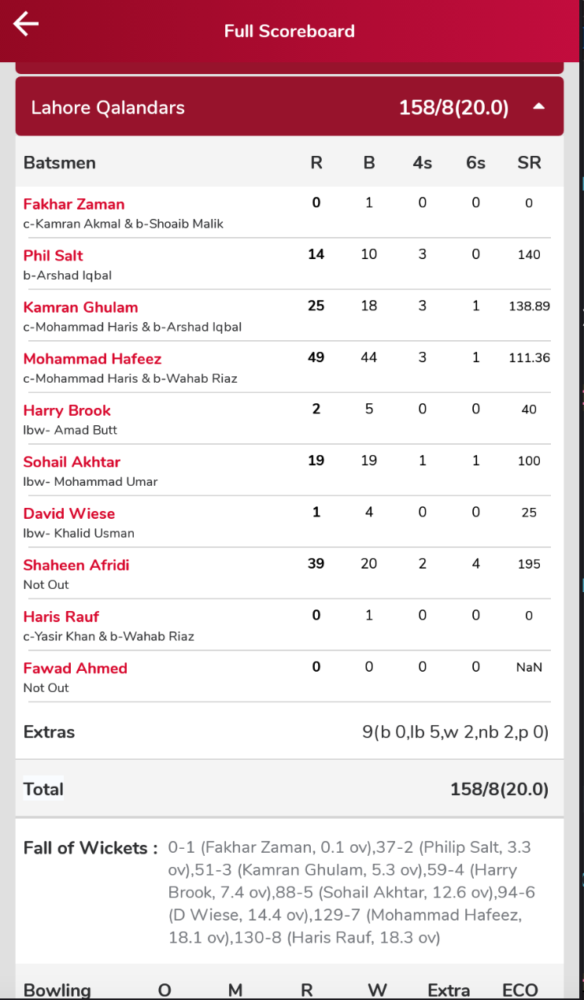 Full Scoreboard
Lahore Qalandars 158/8(20.0)
Batsmen R B 4s 6s SR
Fakhar Zaman 0 1 0 0 0
c-Kamran Akmal & b-Shoaib Malik
Phil Salt 14 10 3 0 140
b-Arshad Iqbal
Kamran Ghulam 25 18 3 1 138.89
c-Mohammad Haris & b-Arshad Iqbal
Mohammad Hafeez 49 44 3 1 111.36
c-Mohammad Haris & b-Wahab Riaz
Harry Brook 2 5 0 0 40
lbw- Amad Butt
Sohail Akhtar 19 19 1 1 100
lbw- Mohammad Umar
David Wiese 1 4 0 0 25
lbw- Khalid Usman
Shaheen Afridi 39 20 2 4 195
Not Out
Haris Rauf 0 1 0 0 0
c-Yasir Khan & b-Wahab Riaz
Fawad Ahmed 0 0 0 0 NaN
Not Out
Extras 9(b 0,lb 5,w 2,nb 2,p 0)
Total 158/8(20.0)
Fall of Wickets : 0-1 (Fakhar Zaman, 0.1 ov),37-2 (Philip Salt, 3.3
ov),51-3 (Kamran Ghulam, 5.3 ov),59-4 (Harry
Brook, 7.4 ov),88-5 (Sohail Akhtar, 12.6 ov),94-6
(D Wiese, 14.4 ov),129-7 (Mohammad Hafeez,
18.1 ov),130-8 (Haris Rauf, 18.3 ov)
Bowling O M R W Extra ECO